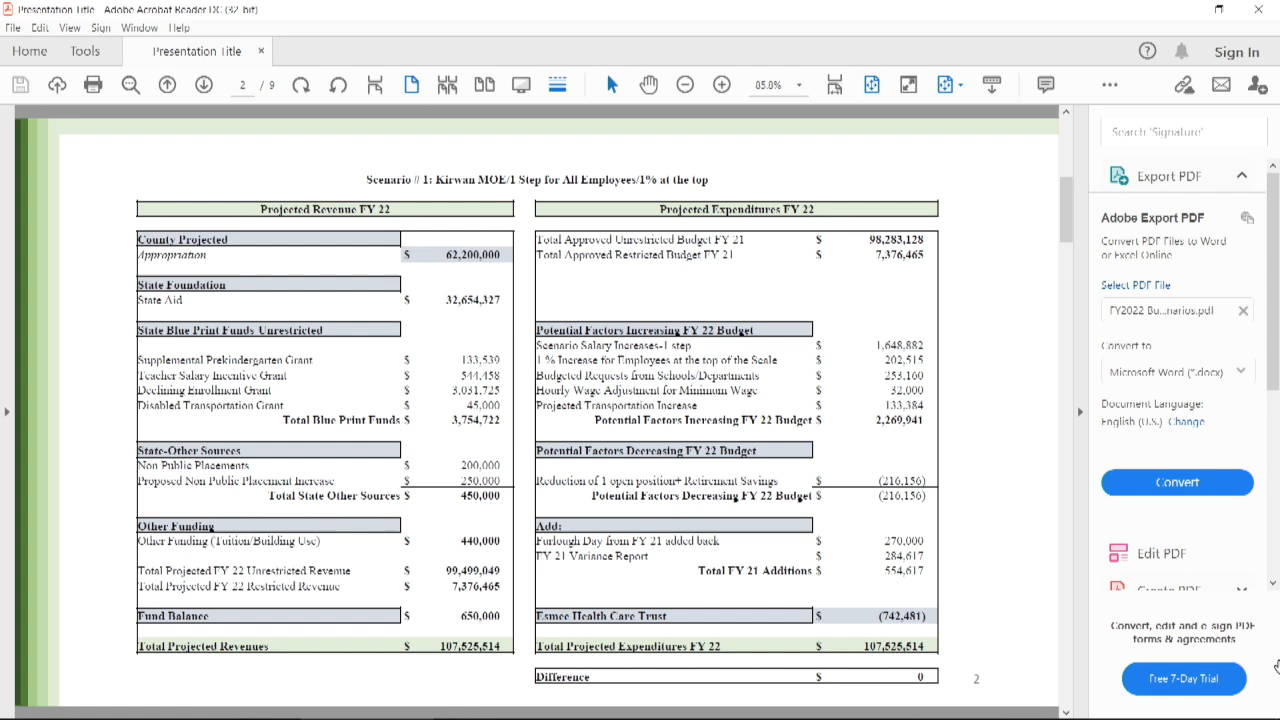 Presentation Title - Adobe Acrobat Reader DC (32-bit)
File Edit View Sign Window Help
Home Tools Presentation Title × Sign In
2 / 9 85.8%
Search 'Signature'
Export PDF
Adobe Export PDF
Convert PDF Files to Word
or Excel Online
Select PDF File
FY2022 Bu...narios.pdf
Convert to
Microsoft Word (*.docx)
Document Language:
English (U.S.) Change
Convert
Edit PDF
Convert, edit and e-sign PDF
forms & agreements
Free 7-Day Trial
Scenario # 1: Kirwan MOE/1 Step for All Employees/1% at the top
Projected Revenue FY 22
County Projected
Appropriation $ 62,200,000
State Foundation
State Aid $ 32,654,327
State Blue Print Funds Unrestricted
Supplemental Prekindergarten Grant $ 133,539
Teacher Salary Incentive Grant $ 544,458
Declining Enrollment Grant $ 3,031,725
Disabled Transportation Grant $ 45,000
Total Blue Print Funds $ 3,754,722
State-Other Sources
Non Public Placements $ 200,000
Proposed Non Public Placement Increase $ 250,000
Total State Other Sources $ 450,000
Other Funding
Other Funding (Tuition/Building Use) $ 440,000
Total Projected FY 22 Unrestricted Revenue $ 99,499,049
Total Projected FY 22 Restricted Revenue $ 7,376,465
Fund Balance $ 650,000
Total Projected Revenues $ 107,525,514
Projected Expenditures FY 22
Total Approved Unrestricted Budget FY 21 $ 98,283,128
Total Approved Restricted Budget FY 21 $ 7,376,465
Potential Factors Increasing FY 22 Budget
Scenario Salary Increases-1 step $ 1,648,882
1 % Increase for Employees at the top of the Scale $ 202,515
Budgeted Requests from Schools/Departments $ 253,160
Hourly Wage Adjustment for Minimum Wage $ 32,000
Projected Transportation Increase $ 133,384
Potential Factors Increasing FY 22 Budget $ 2,269,941
Potential Factors Decreasing FY 22 Budget
Reduction of 1 open position+ Retirement Savings $ (216,156)
Potential Factors Decreasing FY 22 Budget $ (216,156)
Add:
Furlough Day from FY 21 added back $ 270,000
FY 21 Variance Report $ 284,617
Total FY 21 Additions $ 554,617
Esmec Health Care Trust $ (742,481)
Total Projected Expenditures FY 22 $ 107,525,514
Difference $ 0
2